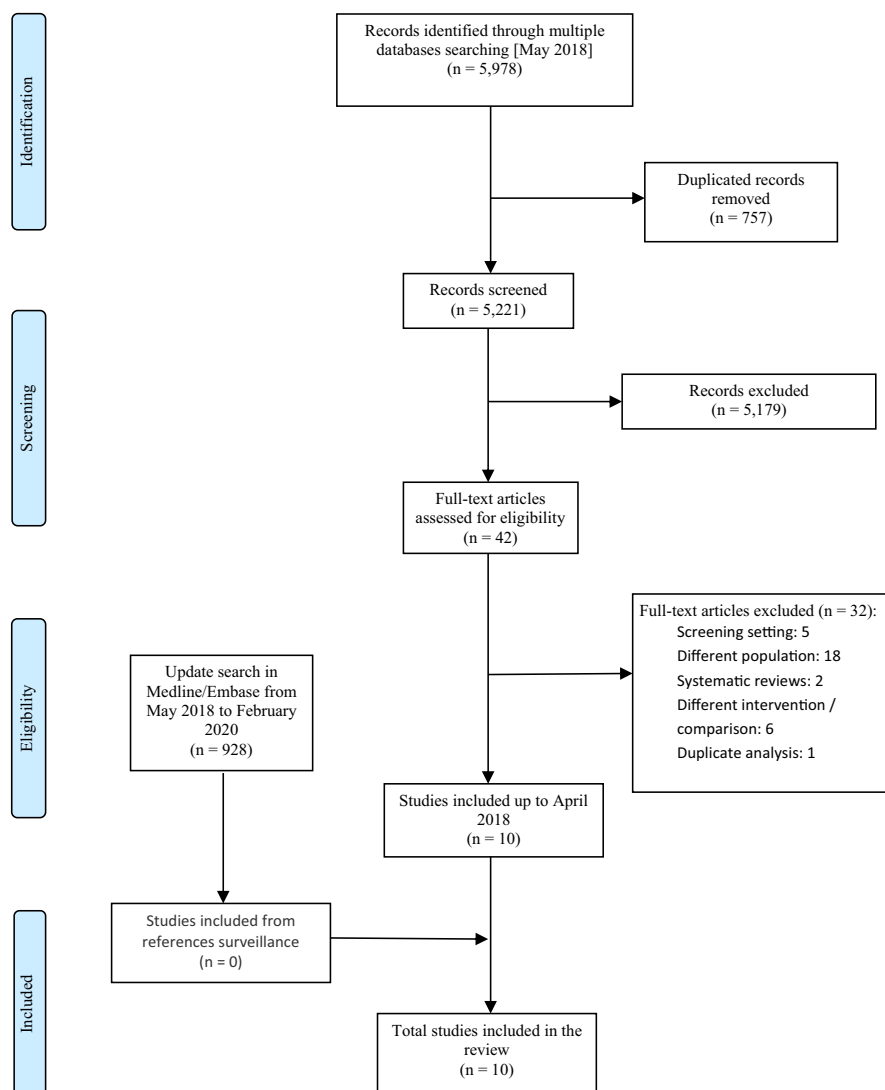 Identification
Records identified through multiple
databases searching [May 2018]
(n = 5,978)
Duplicated records
removed
(n = 757)
Screening
Records screened
(n = 5,221)
Records excluded
(n = 5,179)
Full-text articles
assessed for eligibility
(n = 42)
Eligibility
Full-text articles excluded (n = 32):
Screening setting: 5
Different population: 18
Systematic reviews: 2
Different intervention /
comparison: 6
Duplicate analysis: 1
Update search in
Medline/Embase from
May 2018 to February
2020
(n = 928)
Studies included up to April
2018
(n = 10)
Included
Studies included from
references surveillance
(n = 0)
Total studies included in the
review
(n = 10)